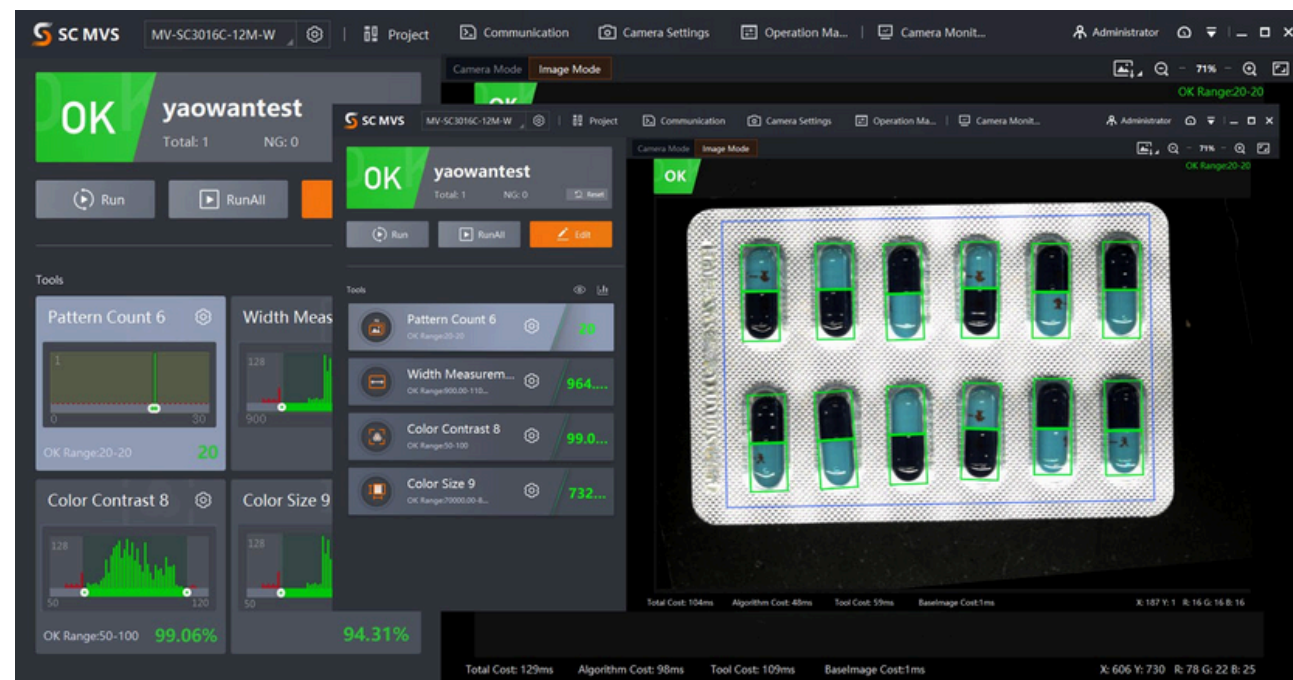 SC MVS MV-SC3016C-12M-W Project Communication Camera Settings Operation Ma... Camera Monit... Administrator
Camera Mode Image Mode 71%
OK Range:20-20
OK yaowantest
Total: 1 NG: 0
Run RunAll
Tools
Pattern Count 6
1
0 30
OK Range:20-20 20
Width Meas
128
900
Color Contrast 8
128
50 120
OK Range:50-100 99.06%
Color Size 9
128
50
94.31%
Total Cost: 129ms Algorithm Cost: 98ms Tool Cost: 109ms BaseImage Cost:1ms X: 606 Y: 730 R: 78 G: 22 B: 25
OK
SC MVS MV-SC3016C-12M-W Project Communication Camera Settings Operation Ma... Camera Monit... Administrator
Camera Mode Image Mode 71%
OK Range:20-20
OK yaowantest
Total: 1 NG: 0 Reset
Run RunAll Edit
Tools
Pattern Count 6
OK Range:20-20
20
Width Measurem...
OK Range:900.00-110...
964....
Color Contrast 8
OK Range:50-100
99.0...
Color Size 9
OK Range:70000.00-8...
732...
OK
Total Cost: 104ms Algorithm Cost: 48ms Tool Cost: 59ms BaseImage Cost:1ms X: 187 Y: 1 R: 16 G: 16 B: 16